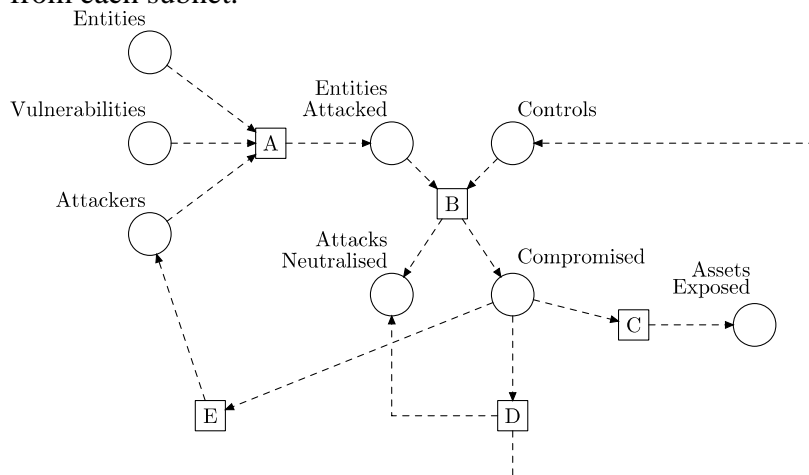 from each subnet.
Entities
Vulnerabilities
Attackers
A
Entities
Attacked
Controls
B
Attacks
Neutralised
Compromised
Assets
Exposed
C
E
D